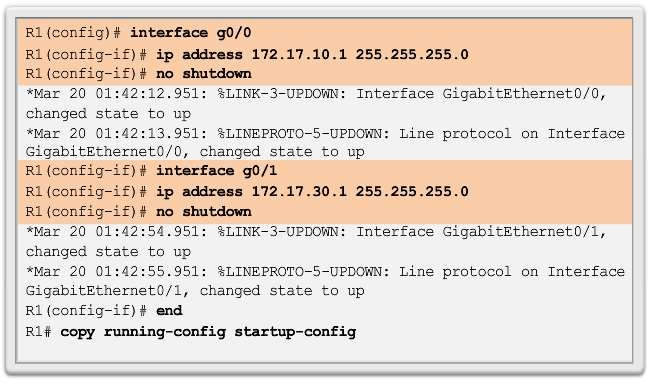 R1(config)# interface g0/0
R1(config-if)# ip address 172.17.10.1 255.255.255.0
R1(config-if)# no shutdown
*Mar 20 01:42:12.951: %LINK-3-UPDOWN: Interface GigabitEthernet0/0,
changed state to up
*Mar 20 01:42:13.951: %LINEPROTO-5-UPDOWN: Line protocol on Interface
GigabitEthernet0/0, changed state to up
R1(config-if)# interface g0/1
R1(config-if)# ip address 172.17.30.1 255.255.255.0
R1(config-if)# no shutdown
*Mar 20 01:42:54.951: %LINK-3-UPDOWN: Interface GigabitEthernet0/1,
changed state to up
*Mar 20 01:42:55.951: %LINEPROTO-5-UPDOWN: Line protocol on Interface
GigabitEthernet0/1, changed state to up
R1(config-if)# end
R1# copy running-config startup-config